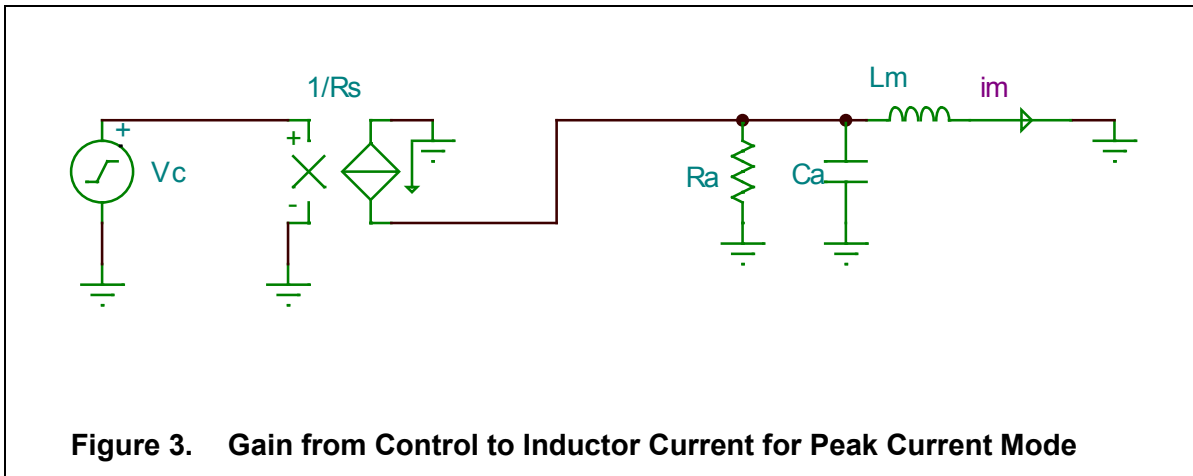 1/Rs
Lm
im
+
Vc
+
-
Ra
Ca
Figure 3. Gain from Control to Inductor Current for Peak Current Mode